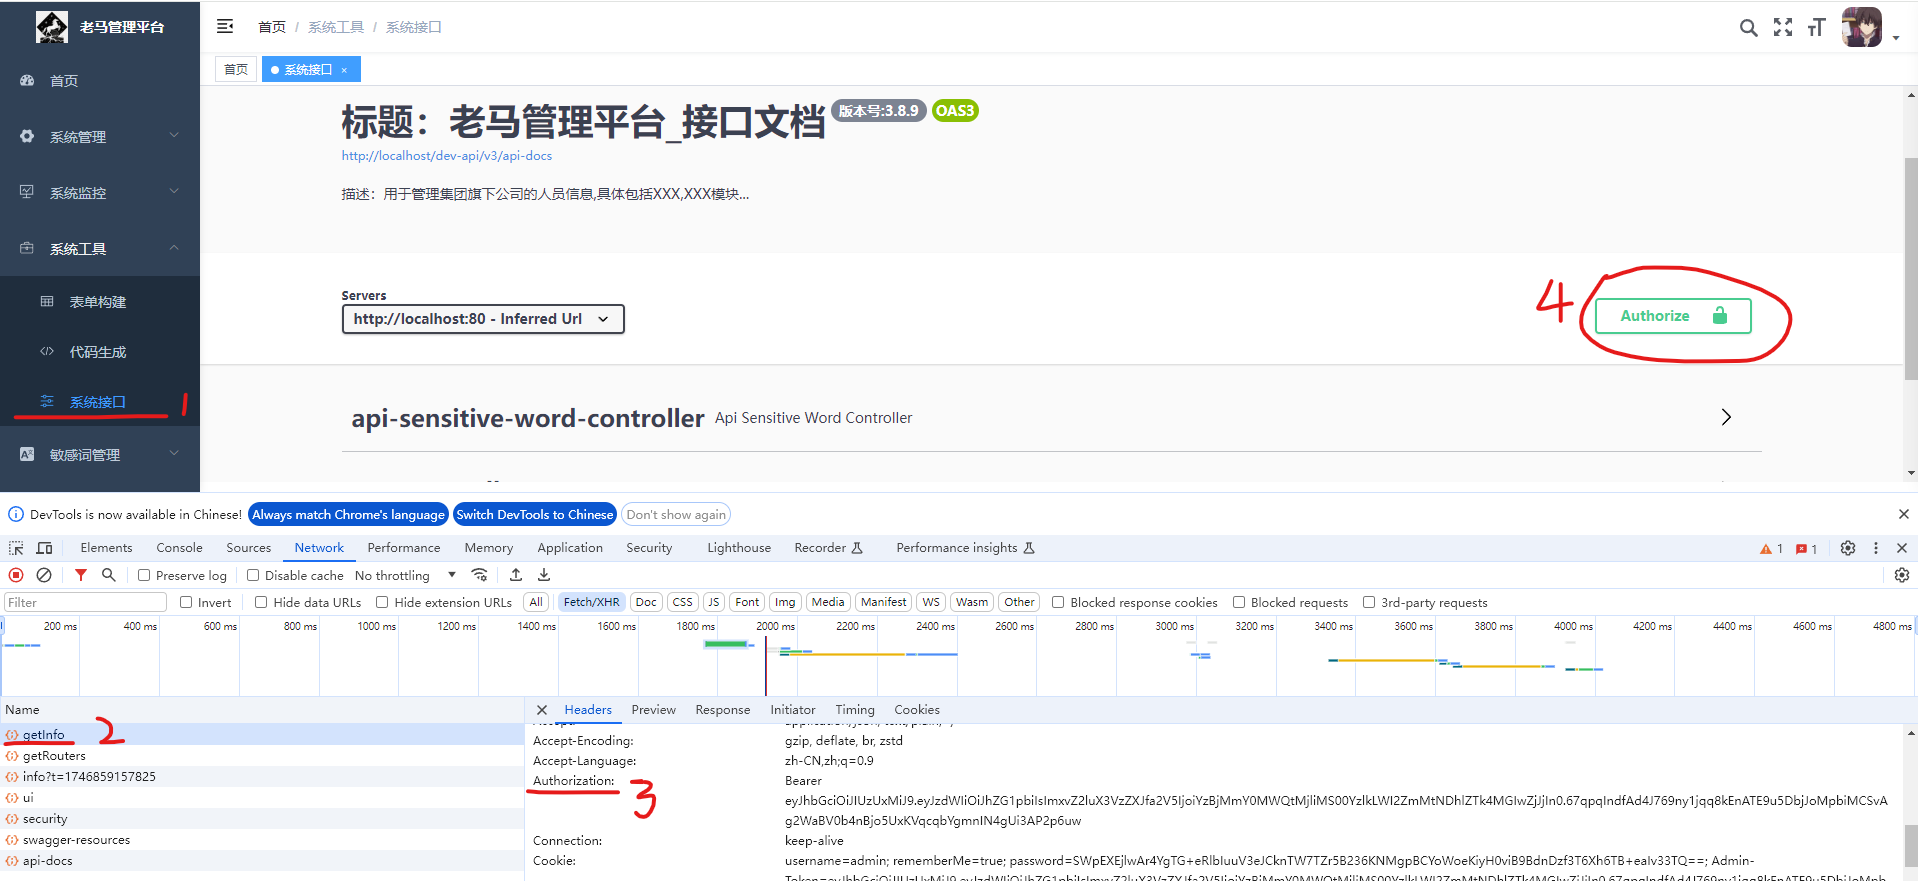 老马管理平台
首页 / 系统工具 / 系统接口
首页
系统接口 ×
首页
系统管理
系统监控
系统工具
表单构建
代码生成
系统接口
1
敏感词管理
标题：老马管理平台_接口文档 版本号:3.8.9 OAS3
http://localhost/dev-api/v3/api-docs
描述：用于管理集团旗下公司的人员信息,具体包括XXX,XXX模块...
Servers
http://localhost:80 - Inferred Url
4
Authorize
api-sensitive-word-controller Api Sensitive Word Controller
DevTools is now available in Chinese! Always match Chrome's language Switch DevTools to Chinese Don't show again
Elements Console Sources Network Performance Memory Application Security Lighthouse Recorder Performance insights 1 1
Preserve log Disable cache No throttling
Filter Invert Hide data URLs Hide extension URLs All Fetch/XHR Doc CSS JS Font Img Media Manifest WS Wasm Other Blocked response cookies Blocked requests 3rd-party requests
200 ms 400 ms 600 ms 800 ms 1000 ms 1200 ms 1400 ms 1600 ms 1800 ms 2000 ms 2200 ms 2400 ms 2600 ms 2800 ms 3000 ms 3200 ms 3400 ms 3600 ms 3800 ms 4000 ms 4200 ms 4400 ms 4600 ms 4800 ms
Name
getInfo
2
getRouters
info?t=1746859157825
ui
security
swagger-resources
api-docs
Headers Preview Response Initiator Timing Cookies
Accept-Encoding: gzip, deflate, br, zstd
Accept-Language: zh-CN,zh;q=0.9
Authorization: Bearer
3
Connection: keep-alive
Cookie: username=admin; rememberMe=true;